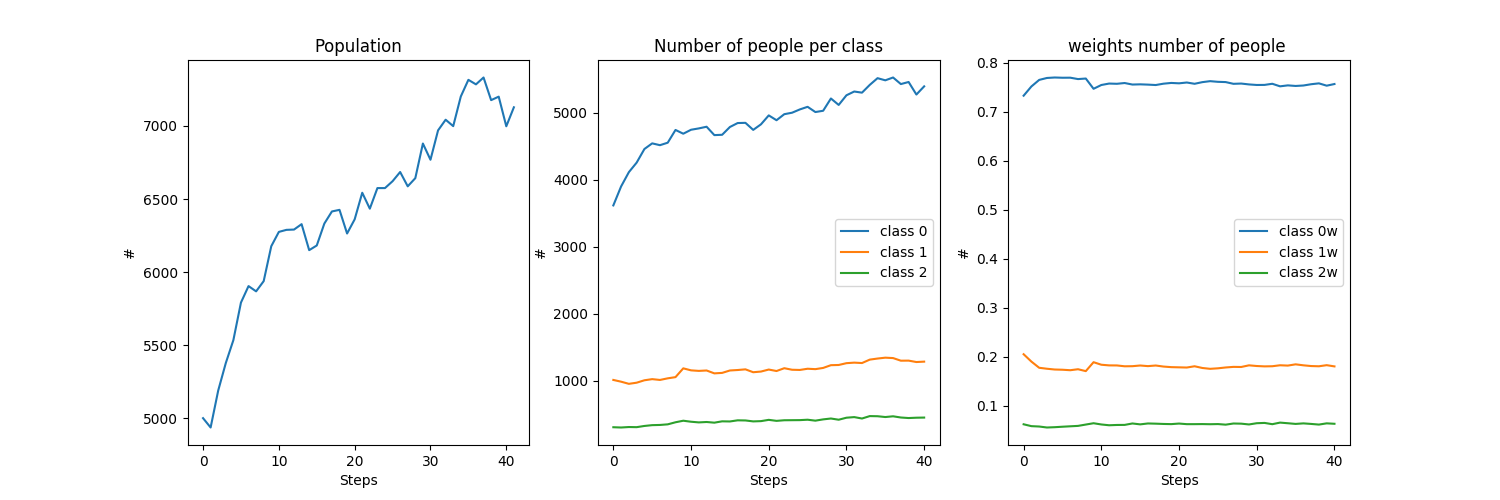 Population
#
7000
6500
6000
5500
5000
0 10 20 30 40
Steps
Number of people per class
#
5000
4000
3000
2000
1000
class 0
class 1
class 2
0 10 20 30 40
Steps
weights number of people
#
0.8
0.7
0.6
0.5
0.4
0.3
0.2
0.1
class 0w
class 1w
class 2w
0 10 20 30 40
Steps